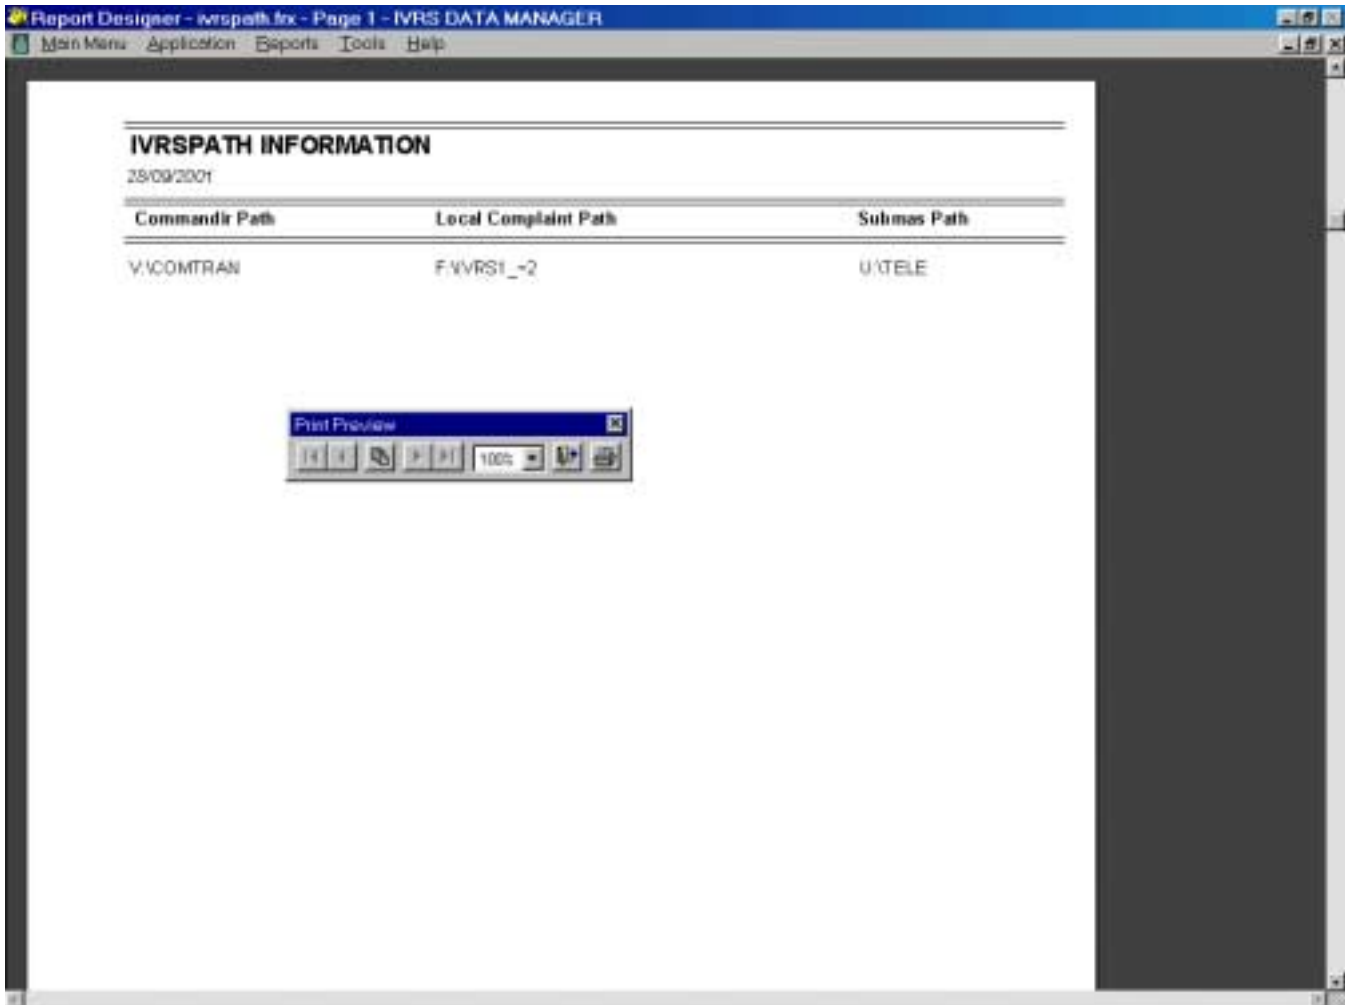 Report Designer - ivrspath.frx - Page 1 - IVRS DATA MANAGER
Main Menu Application Reports Tools Help
IVRSPATH INFORMATION
28/09/2001
Commandir Path Local Complaint Path Submas Path
V:\COMTRAN F:\IVRS1_~2 U:\TELE
Print Preview
100%